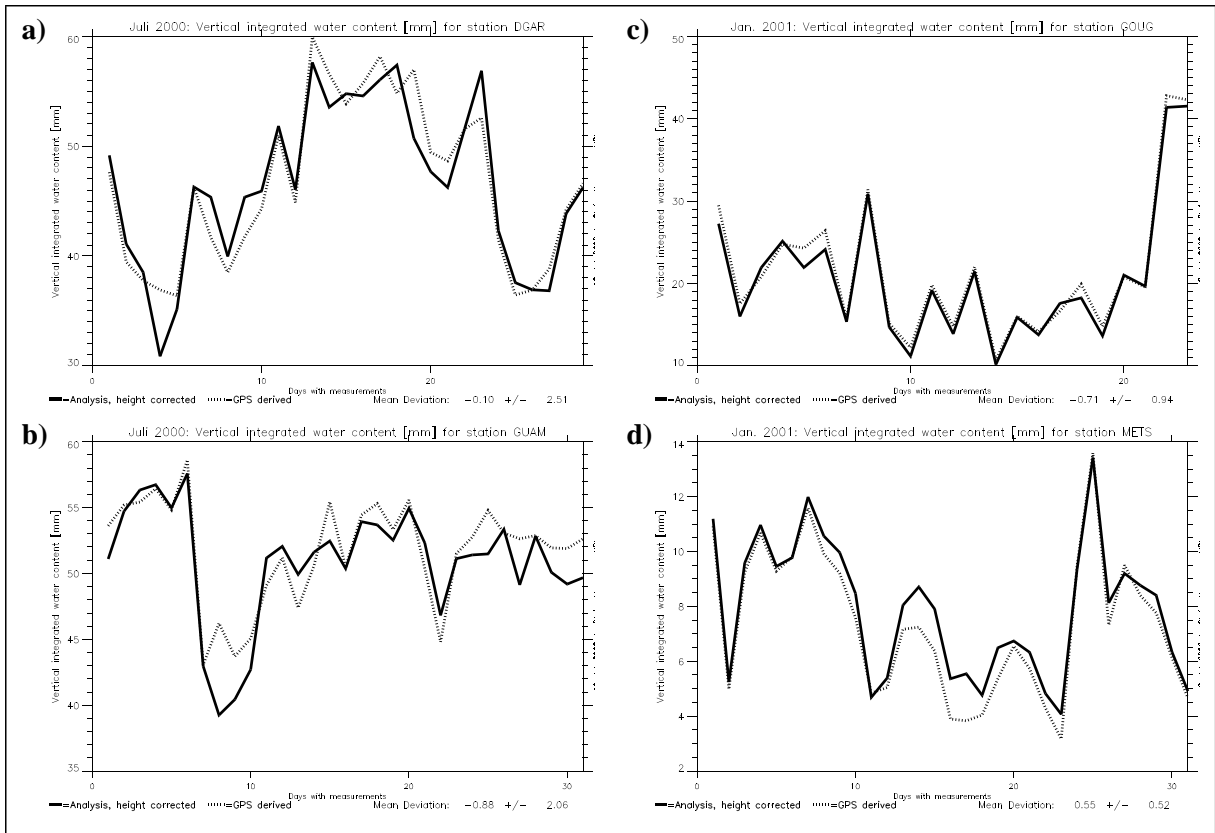 a)
Juli 2000: Vertical integrated water content [mm] for station DGAR
Vertical integrated water content [mm]
60
50
40
30
0
10
20
Days with measurements
=Analysis, height corrected
=GPS derived
Mean Deviation: -0.10 +/- 2.51
c)
Jan. 2001: Vertical integrated water content [mm] for station GOUG
Vertical integrated water content [mm]
50
40
30
20
10
0
10
20
Days with measurements
=Analysis, height corrected
=GPS derived
Mean Deviation: -0.71 +/- 0.94
b)
Juli 2000: Vertical integrated water content [mm] for station GUAM
Vertical integrated water content [mm]
60
55
50
45
40
35
0
10
20
30
Days with measurements
=Analysis, height corrected
=GPS derived
Mean Deviation: -0.88 +/- 2.06
d)
Jan. 2001: Vertical integrated water content [mm] for station METS
Vertical integrated water content [mm]
14
12
10
8
6
4
2
0
10
20
30
Days with measurements
=Analysis, height corrected
=GPS derived
Mean Deviation: 0.55 +/- 0.52